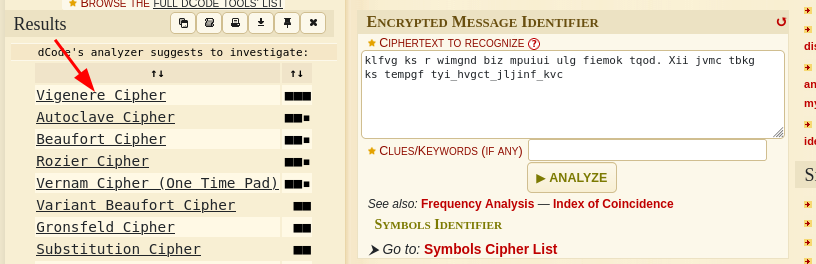 BROWSE THE FULL DCODE TOOLS' LIST
Results
dCode's analyzer suggests to investigate:
↑↓ ↑↓
Vigenere Cipher ■■■
Autoclave Cipher ■■▪
Beaufort Cipher ■■▪
Rozier Cipher ■■▪
Vernam Cipher (One Time Pad) ■■▪
Variant Beaufort Cipher ■■
Gronsfeld Cipher ■■
Substitution Cipher ■■
ENCRYPTED MESSAGE IDENTIFIER
CIPHERTEXT TO RECOGNIZE ?
klfvg ks r wimgnd biz mpuiui ulg fiemok tqod. Xii jvmc tbkg
ks tempgf tyi_hvgct_jljinf_kvc
CLUES/KEYWORDS (IF ANY)
▶ ANALYZE
See also: Frequency Analysis — Index of Coincidence
SYMBOLS IDENTIFIER
➤ Go to: Symbols Cipher List
dis
an
my
ide